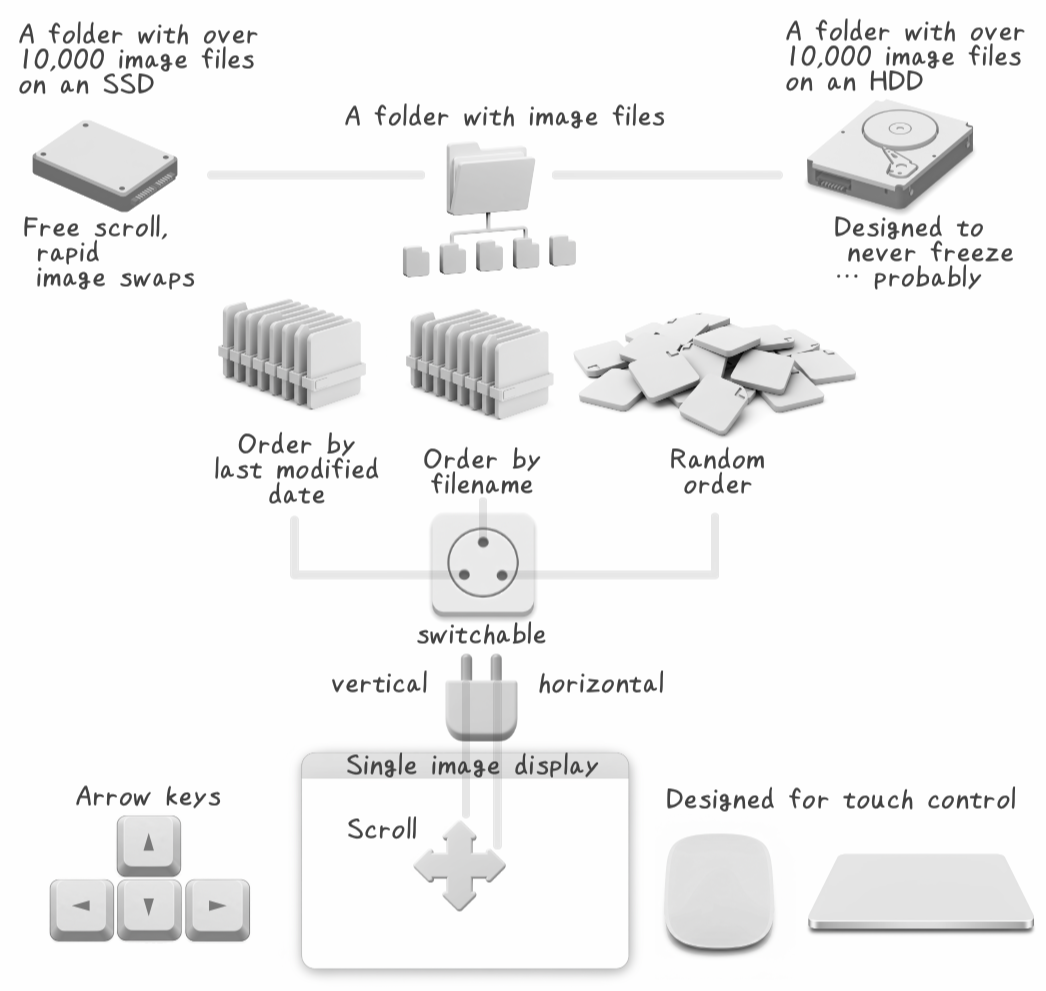 A folder with over
10,000 image files
on an SSD
A folder with over
10,000 image files
on an HDD
A folder with image files
Free scroll,
rapid
image swaps
Designed to
never freeze
... probably
Order by
last modified
date
Order by
filename
Random
order
switchable
vertical
horizontal
Single image display
Arrow keys
Scroll
Designed for touch control